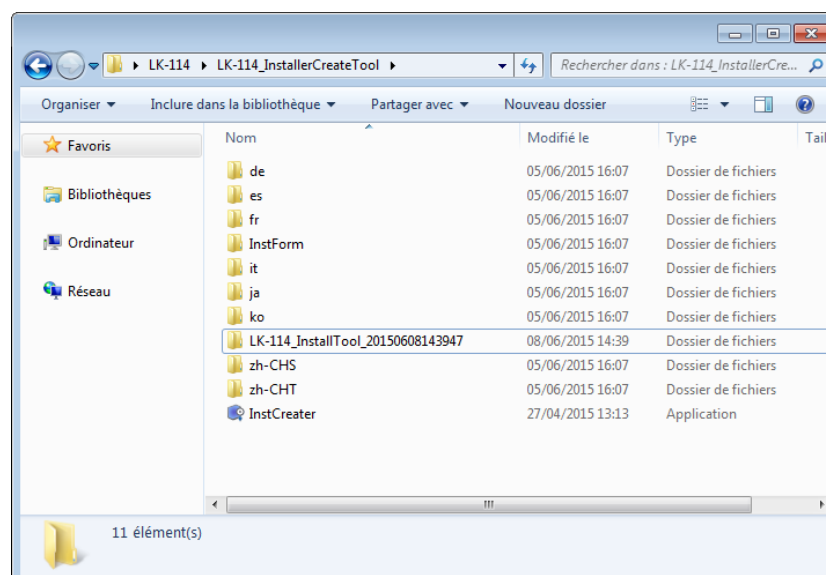 LK-114 LK-114_InstallerCreateTool Rechercher dans : LK-114_InstallerCre...
Organiser Inclure dans la bibliothèque Partager avec Nouveau dossier
Favoris
Bibliothèques
Ordinateur
Réseau
Nom Modifié le Type Tail
de 05/06/2015 16:07 Dossier de fichiers
es 05/06/2015 16:07 Dossier de fichiers
fr 05/06/2015 16:07 Dossier de fichiers
InstForm 05/06/2015 16:07 Dossier de fichiers
it 05/06/2015 16:07 Dossier de fichiers
ja 05/06/2015 16:07 Dossier de fichiers
ko 05/06/2015 16:07 Dossier de fichiers
LK-114_InstallTool_20150608143947 08/06/2015 14:39 Dossier de fichiers
zh-CHS 05/06/2015 16:07 Dossier de fichiers
zh-CHT 05/06/2015 16:07 Dossier de fichiers
InstCreater 27/04/2015 13:13 Application
11 élément(s)